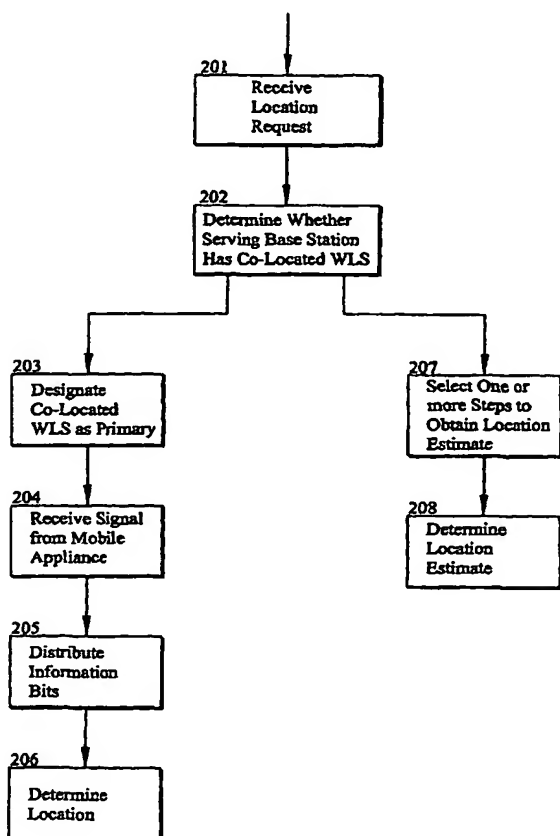 201
Receive
Location
Request
202
Determine Whether
Serving Base Station
Has Co-Located WLS
203
Designate
Co-Located
WLS as Primary
204
Receive Signal
from Mobile
Appliance
205
Distribute
Information
Bits
206
Determine
Location
207
Select One or
more Steps to
Obtain Location
Estimate
208
Determine
Location
Estimate